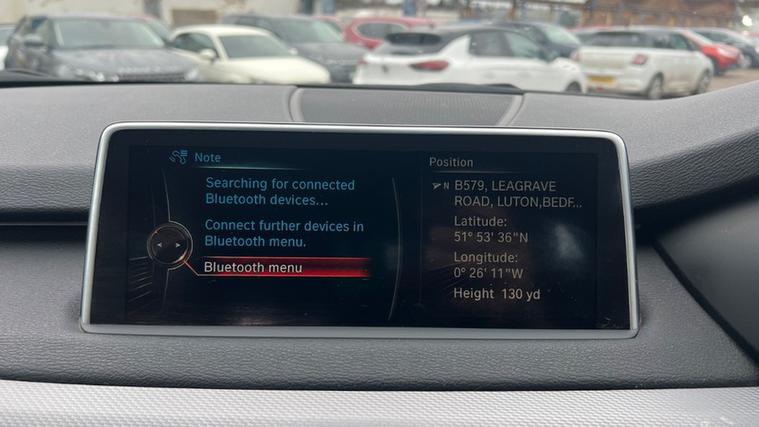 Note
Searching for connected
Bluetooth devices...
Connect further devices in
Bluetooth menu.
Bluetooth menu
Position
N B579, LEAGRAVE
ROAD, LUTON,BEDF...
Latitude:
51° 53' 36"N
Longitude:
0° 26' 11"W
Height 130 yd